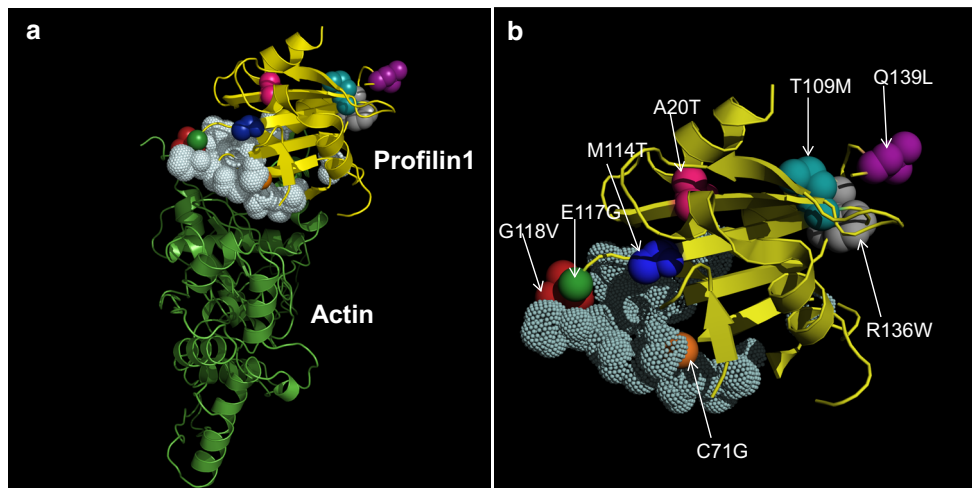 a
Profilin1
Actin
b
Q139L
T109M
A20T
M114T
E117G
G118V
R136W
C71G